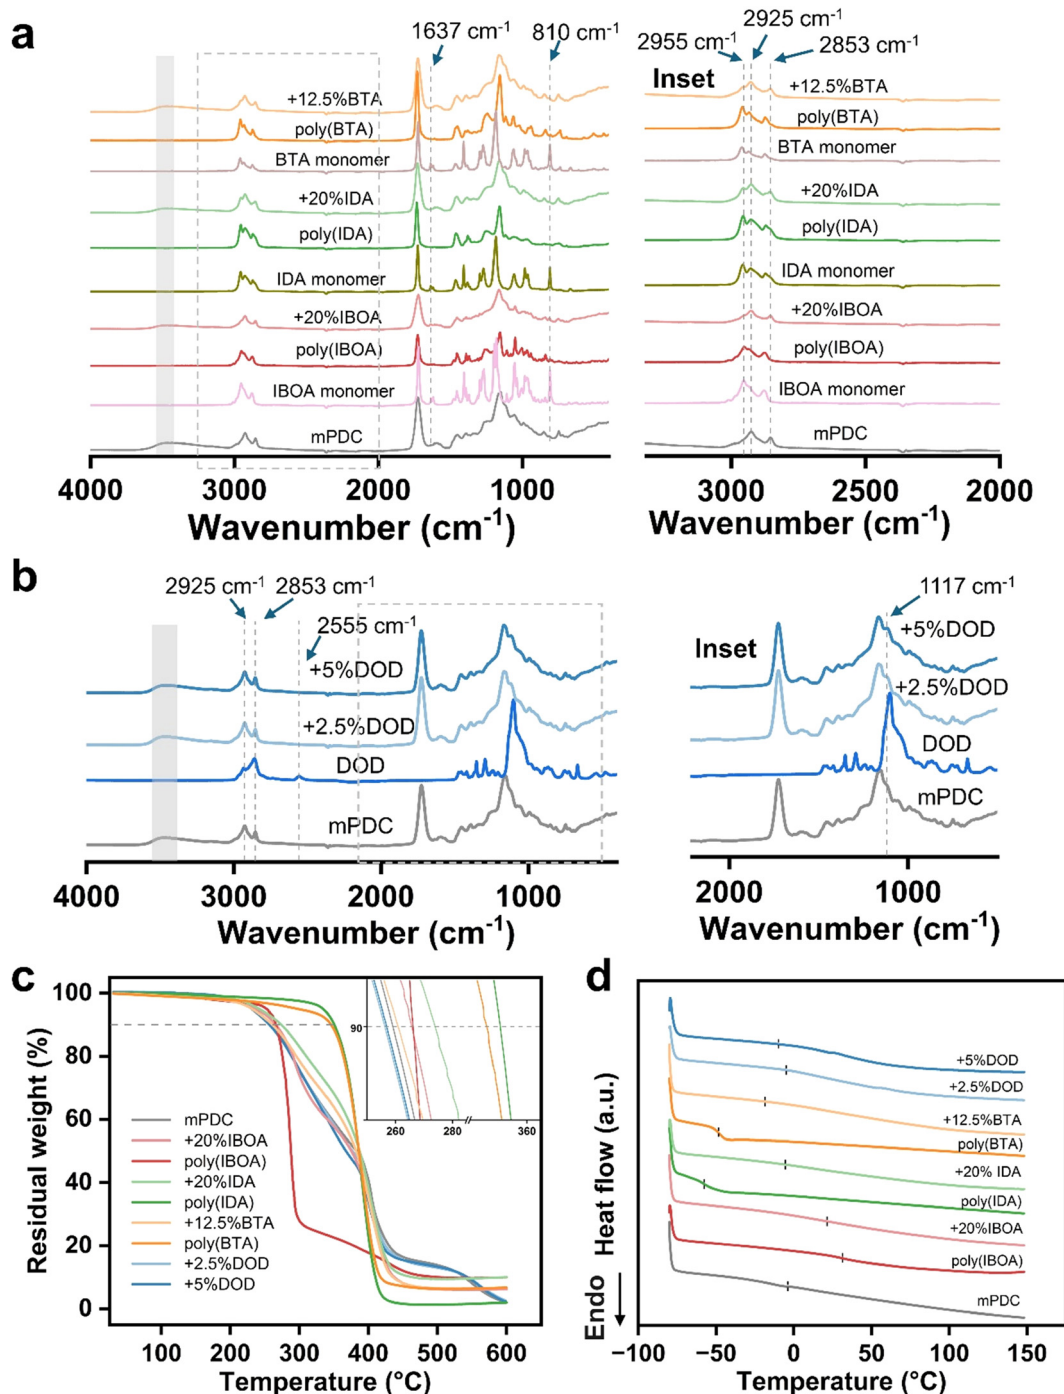 a
1637 cm-1
810 cm-1
+12.5%BTA
poly(BTA)
BTA monomer
+20%IDA
poly(IDA)
IDA monomer
+20%IBOA
poly(IBOA)
IBOA monomer
mPDC
4000 3000 2000 1000
Wavenumber (cm-1)
2925 cm-1
2955 cm-1
2853 cm-1
Inset
+12.5%BTA
poly(BTA)
BTA monomer
+20%IDA
poly(IDA)
IDA monomer
+20%IBOA
poly(IBOA)
IBOA monomer
mPDC
3000 2500 2000
Wavenumber (cm-1)
b
2925 cm-1
2853 cm-1
2555 cm-1
+5%DOD
+2.5%DOD
DOD
mPDC
4000 3000 2000 1000
Wavenumber (cm-1)
1117 cm-1
Inset
+5%DOD
+2.5%DOD
DOD
mPDC
2000 1000
Wavenumber (cm-1)
c
Residual weight (%)
100
80
60
40
20
0
mPDC
+20%IBOA
poly(IBOA)
+20%IDA
poly(IDA)
+12.5%BTA
poly(BTA)
+2.5%DOD
+5%DOD
90
260 280 360
100 200 300 400 500 600
Temperature (°C)
d
Endo
Heat flow (a.u.)
+5%DOD
+2.5%DOD
+12.5%BTA
poly(BTA)
+20% IDA
poly(IDA)
+20%IBOA
poly(IBOA)
mPDC
−100 −50 0 50 100 150
Temperature (°C)